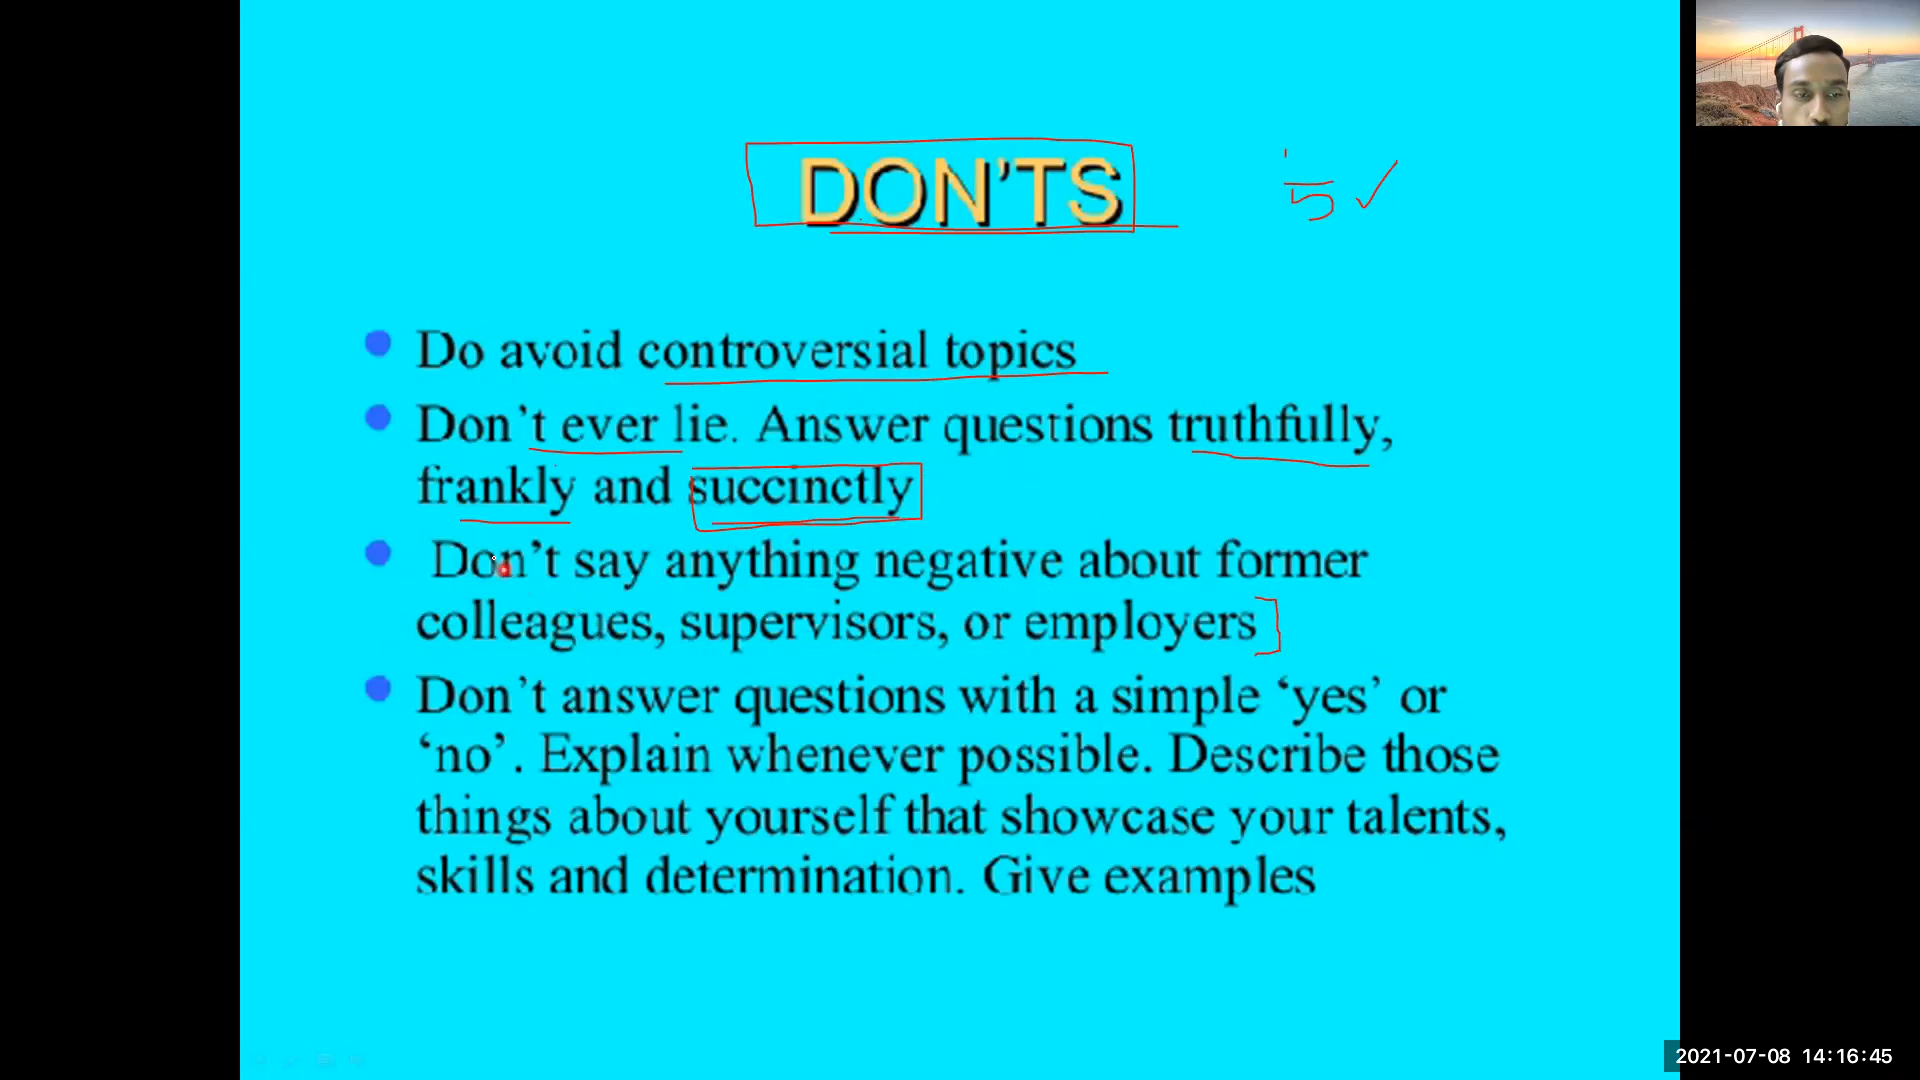 DON'TS
5
Do avoid controversial topics
Don't ever lie. Answer questions truthfully,
frankly and succinctly
Don't say anything negative about former
colleagues, supervisors, or employers
Don't answer questions with a simple ‘yes’ or
‘no’. Explain whenever possible. Describe those
things about yourself that showcase your talents,
skills and determination. Give examples
2021-07-08 14:16:45